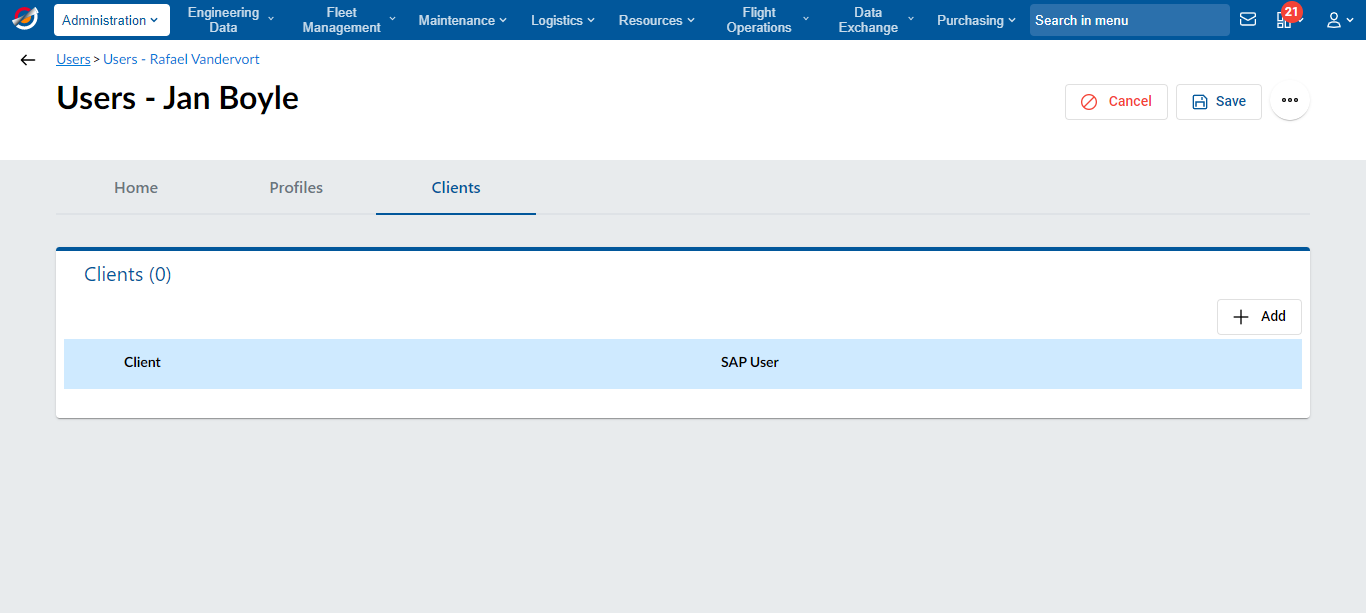 Administration
Engineering Data
Fleet Management
Maintenance
Logistics
Resources
Flight Operations
Data Exchange
Purchasing
Search in menu
21
Users > Users - Rafael Vandervort
Users - Jan Boyle
Cancel
Save
Home
Profiles
Clients
Clients (0)
Add
Client
SAP User